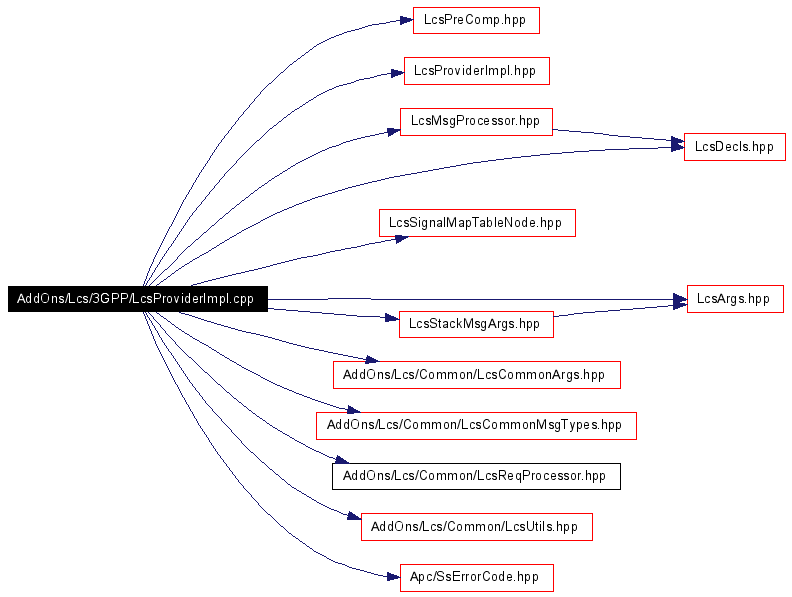 LcsPreComp.hpp
LcsProviderImpl.hpp
LcsMsgProcessor.hpp
LcsDecls.hpp
LcsSignalMapTableNode.hpp
AddOns/Lcs/3GPP/LcsProviderImpl.cpp
LcsArgs.hpp
LcsStackMsgArgs.hpp
AddOns/Lcs/Common/LcsCommonArgs.hpp
AddOns/Lcs/Common/LcsCommonMsgTypes.hpp
AddOns/Lcs/Common/LcsReqProcessor.hpp
AddOns/Lcs/Common/LcsUtils.hpp
Apc/SsErrorCode.hpp